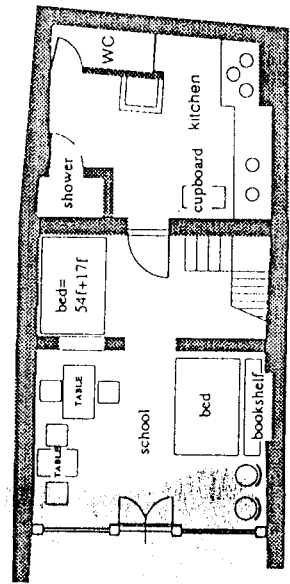 WC
kitchen
cupboard
shower
bed=
54f+17f
TABLE
TABLE
school
bed
bookshelf